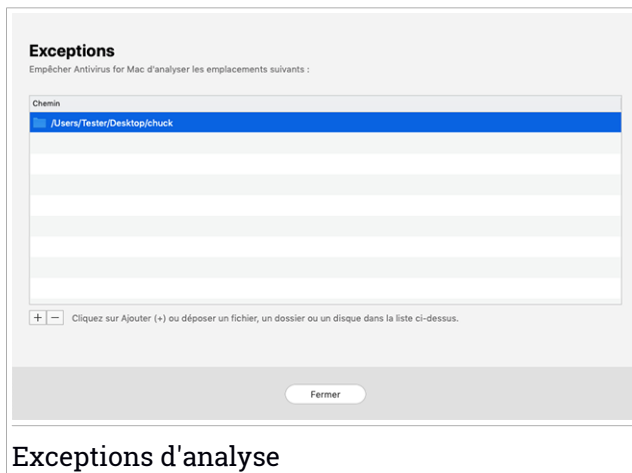 Exceptions
Empêcher Antivirus for Mac d'analyser les emplacements suivants :
Chemin
/Users/Tester/Desktop/chuck
+ − Cliquez sur Ajouter (+) ou déposer un fichier, un dossier ou un disque dans la liste ci-dessus.
Fermer
Exceptions d'analyse